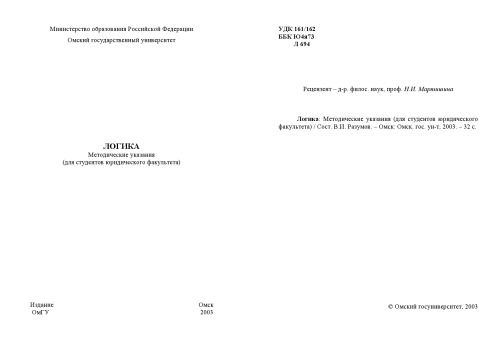 Министерство образования Российской Федерации
Омский государственный университет
ЛОГИКА
Методические указания
(для студентов юридического факультета)
Издание
ОмГУ
Омск
2003
УДК 161/162
ББК Ю4я73
Л 694
Рецензент – д-р. филос. наук, проф. Н.И. Мартишина
Логика: Методические указания (для студентов юридического
факультета) / Сост. В.И. Разумов. – Омск: Омск. гос. ун-т, 2003. – 32 с.
© Омский госуниверситет, 2003